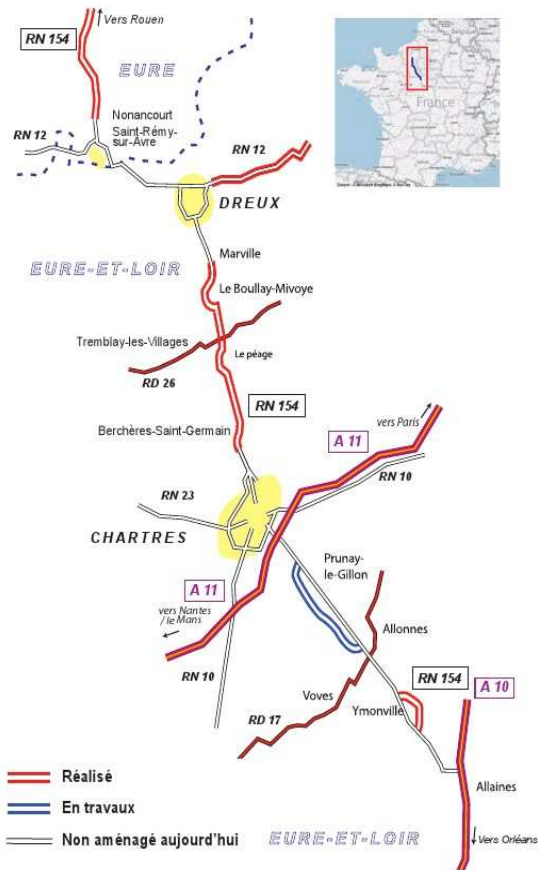 Vers Rouen
RN 154
EURE
Nonancourt
Saint-Rémy-
sur-Avre
RN 12
RN 12
DREUX
Marville
EURE-ET-LOIR
Le Boullay-Mivoye
Tremblay-les-Villages
Le péage
RD 26
RN 154
vers Paris
Berchères-Saint-Germain
A 11
RN 10
RN 23
CHARTRES
Prunay-
le-Gillon
A 11
vers Nantes
/le Mans
Allonnes
RN 10
RN 154
A 10
Voves
Ymonville
RD 17
Réalisé
Allaines
En travaux
Non aménagé aujourd'hui
EURE-ET-LOIR
Vers Orléans
France